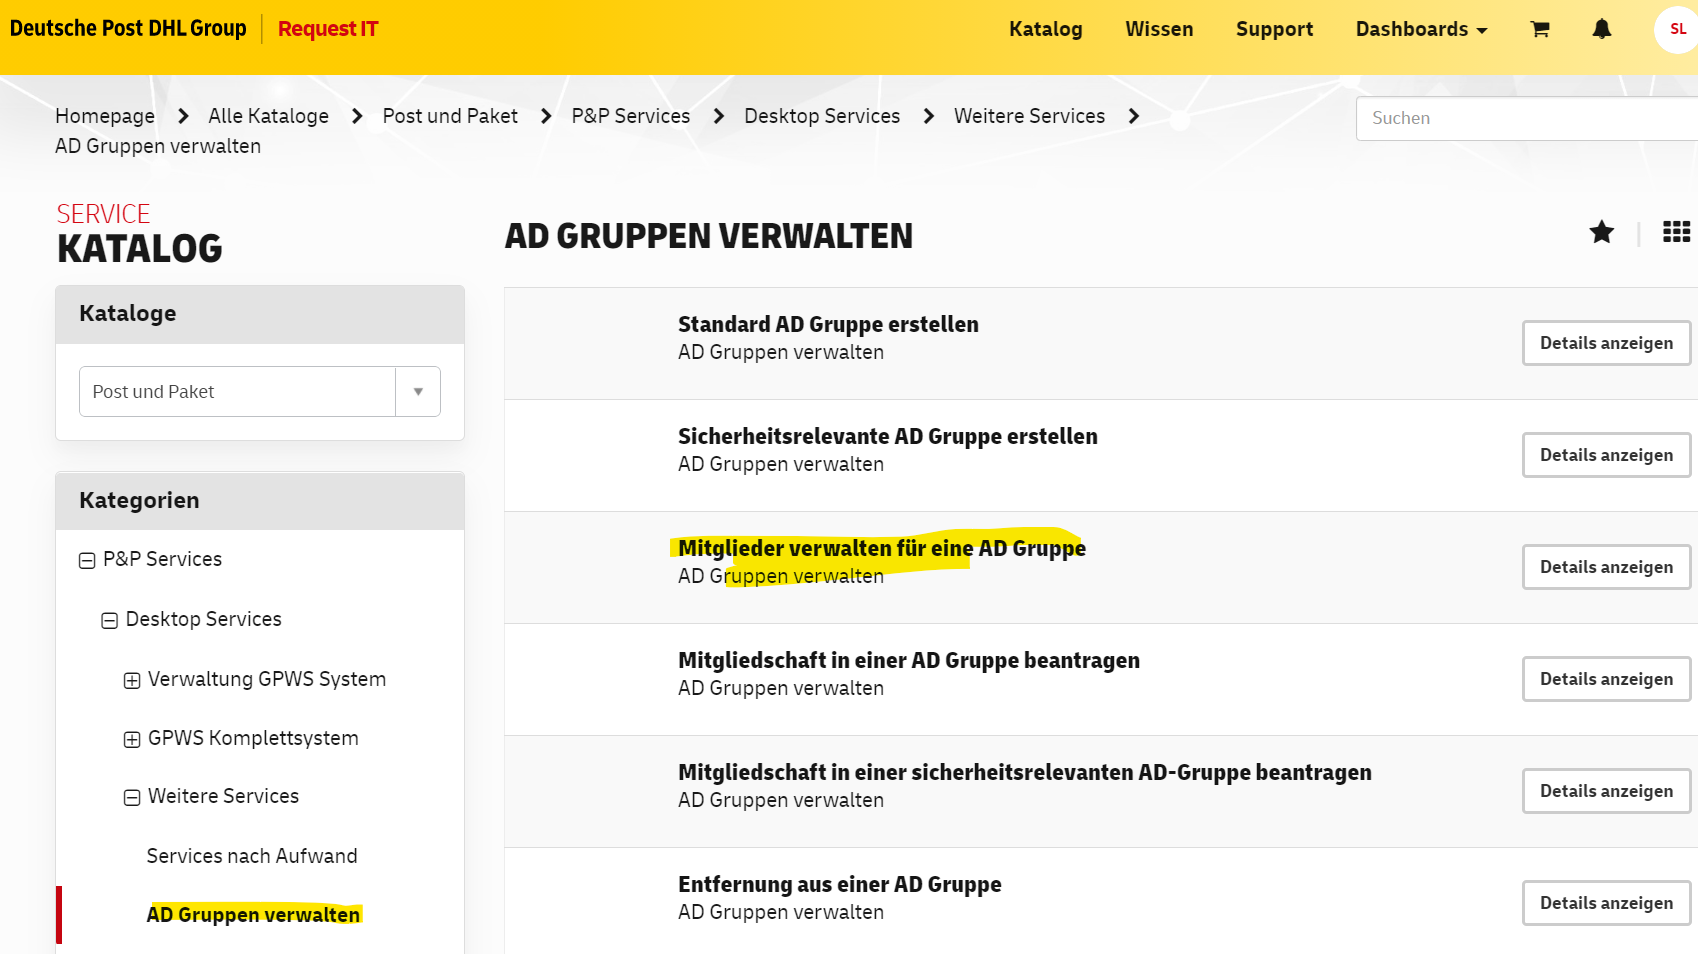 Deutsche Post DHL Group | Request IT
Katalog Wissen Support Dashboards SL
Homepage Alle Kataloge Post und Paket P&P Services Desktop Services Weitere Services
AD Gruppen verwalten
Suchen
SERVICE
KATALOG
Kataloge
Post und Paket
Kategorien
P&P Services
Desktop Services
Verwaltung GPWS System
GPWS Komplettsystem
Weitere Services
Services nach Aufwand
AD Gruppen verwalten
AD GRUPPEN VERWALTEN
Standard AD Gruppe erstellen
AD Gruppen verwalten
Details anzeigen
Sicherheitsrelevante AD Gruppe erstellen
AD Gruppen verwalten
Details anzeigen
Mitglieder verwalten für eine AD Gruppe
AD Gruppen verwalten
Details anzeigen
Mitgliedschaft in einer AD Gruppe beantragen
AD Gruppen verwalten
Details anzeigen
Mitgliedschaft in einer sicherheitsrelevanten AD-Gruppe beantragen
AD Gruppen verwalten
Details anzeigen
Entfernung aus einer AD Gruppe
AD Gruppen verwalten
Details anzeigen